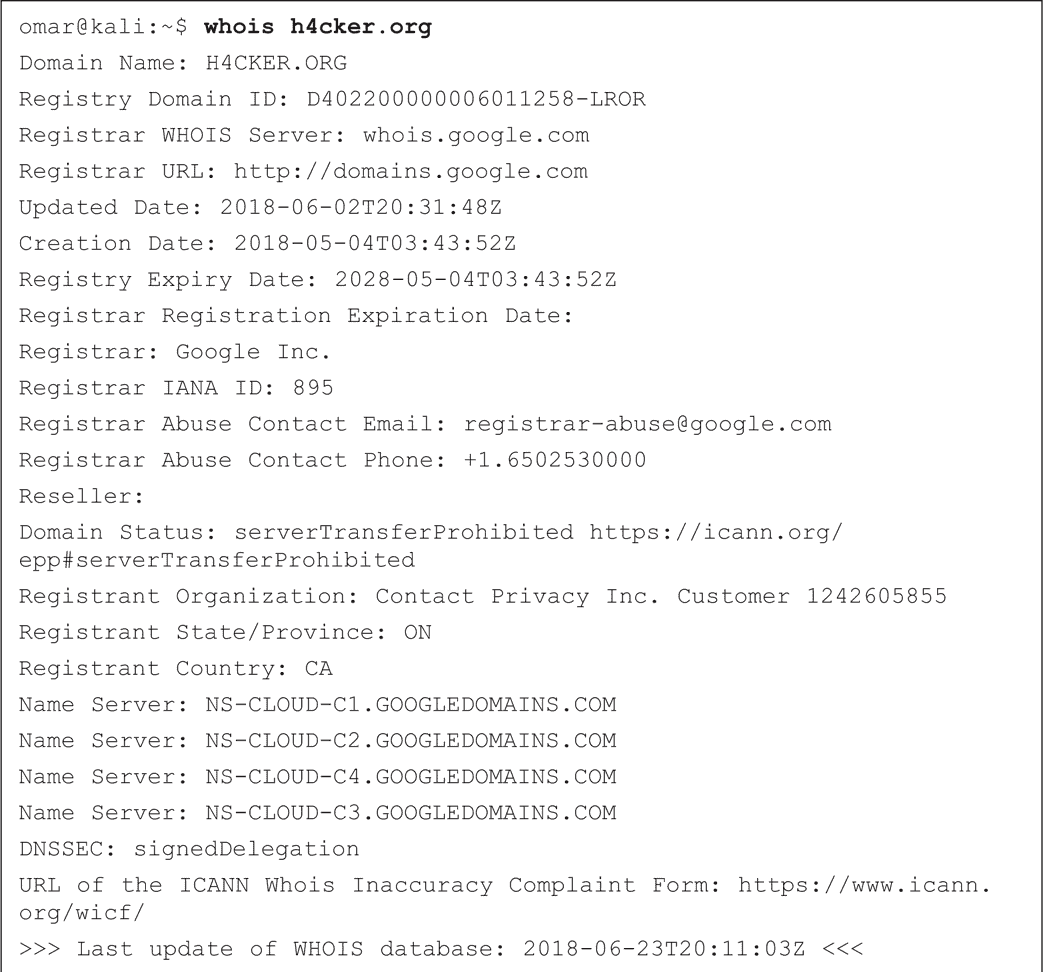 omar@kali:~$ whois h4cker.org
Domain Name: H4CKER.ORG
Registry Domain ID: D402200000006011258-LROR
Registrar WHOIS Server: whois.google.com
Registrar URL: http://domains.google.com
Updated Date: 2018-06-02T20:31:48Z
Creation Date: 2018-05-04T03:43:52Z
Registry Expiry Date: 2028-05-04T03:43:52Z
Registrar Registration Expiration Date:
Registrar: Google Inc.
Registrar IANA ID: 895
Registrar Abuse Contact Email: registrar-abuse@google.com
Registrar Abuse Contact Phone: +1.6502530000
Reseller:
Domain Status: serverTransferProhibited https://icann.org/
epp#serverTransferProhibited
Registrant Organization: Contact Privacy Inc. Customer 1242605855
Registrant State/Province: ON
Registrant Country: CA
Name Server: NS-CLOUD-C1.GOOGLEDOMAINS.COM
Name Server: NS-CLOUD-C2.GOOGLEDOMAINS.COM
Name Server: NS-CLOUD-C4.GOOGLEDOMAINS.COM
Name Server: NS-CLOUD-C3.GOOGLEDOMAINS.COM
DNSSEC: signedDelegation
URL of the ICANN Whois Inaccuracy Complaint Form: https://www.icann.
org/wicf/
>>> Last update of WHOIS database: 2018-06-23T20:11:03Z <<<